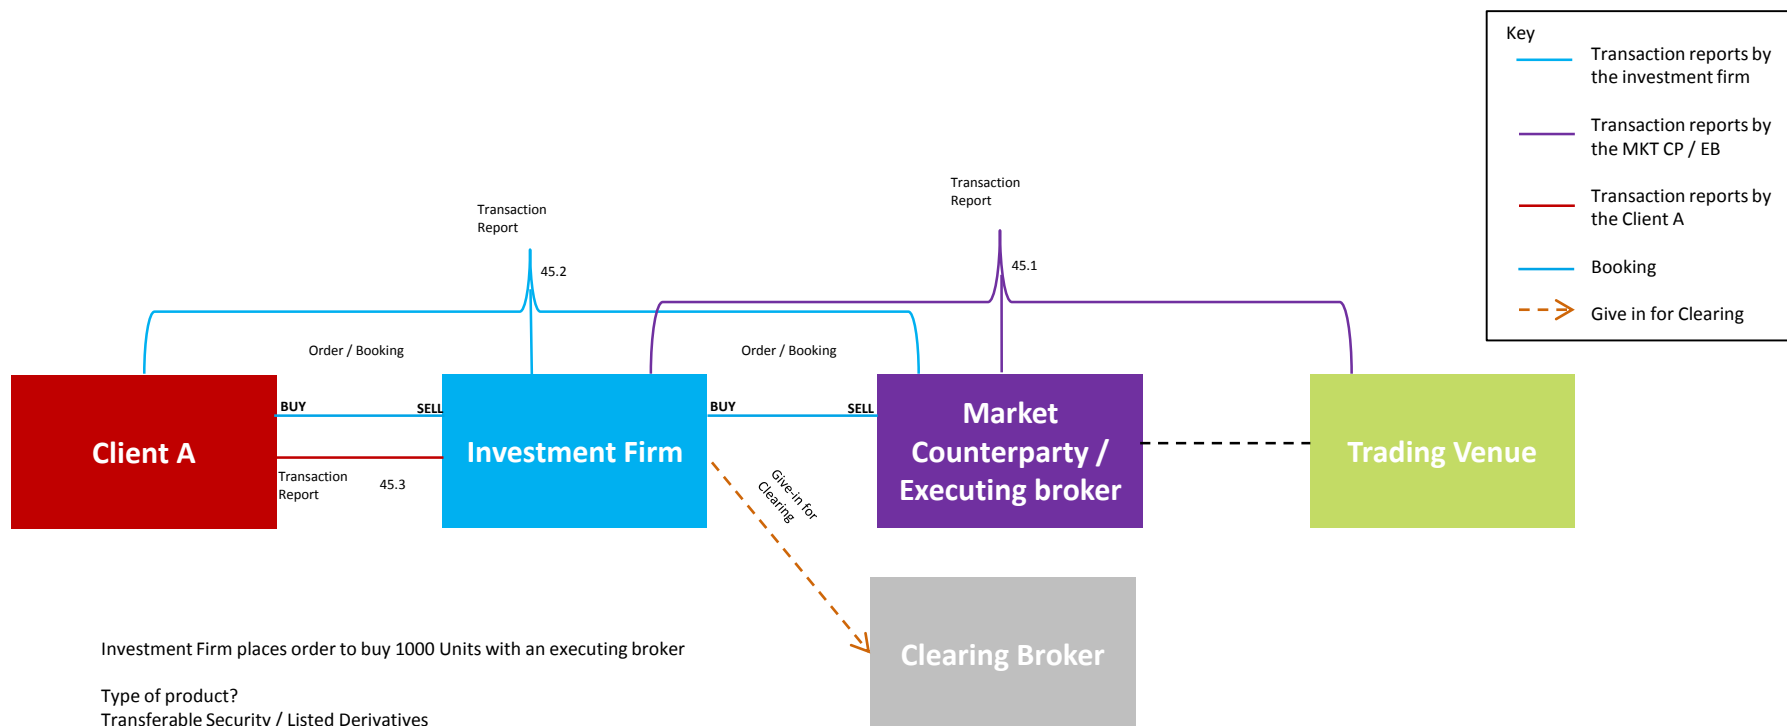 Key
Transaction reports by
the investment firm
Transaction reports by
the MKT CP / EB
Transaction reports by
the Client A
Booking
Give in for Clearing
Transaction
Report
45.2
Transaction
Report
45.1
Order / Booking
Order / Booking
Client A
BUY
SELL
Transaction
Report
45.3
Investment Firm
BUY
SELL
Market
Counterparty /
Executing broker
Trading Venue
Give-in for
Clearing
Clearing Broker
Investment Firm places order to buy 1000 Units with an executing broker
Type of product?
Transferable Security / Listed Derivatives